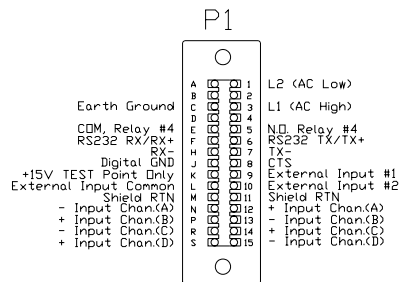 P1
A 1 L2 (AC Low)
B 2
Earth Ground C 3 L1 (AC High)
D 4
COM, Relay #4 E 5 N.O. Relay #4
RS232 RX/RX+ F 6 RS232 TX/TX+
RX- H 7 TX-
Digital GND J 8 CTS
+15V TEST Point Only K 9 External Input #1
External Input Common L 10 External Input #2
Shield RTN M 11 Shield RTN
- Input Chan.(A) N 12 + Input Chan.(A)
+ Input Chan.(B) P 13 - Input Chan.(B)
- Input Chan.(C) R 14 + Input Chan.(C)
+ Input Chan.(D) S 15 - Input Chan.(D)